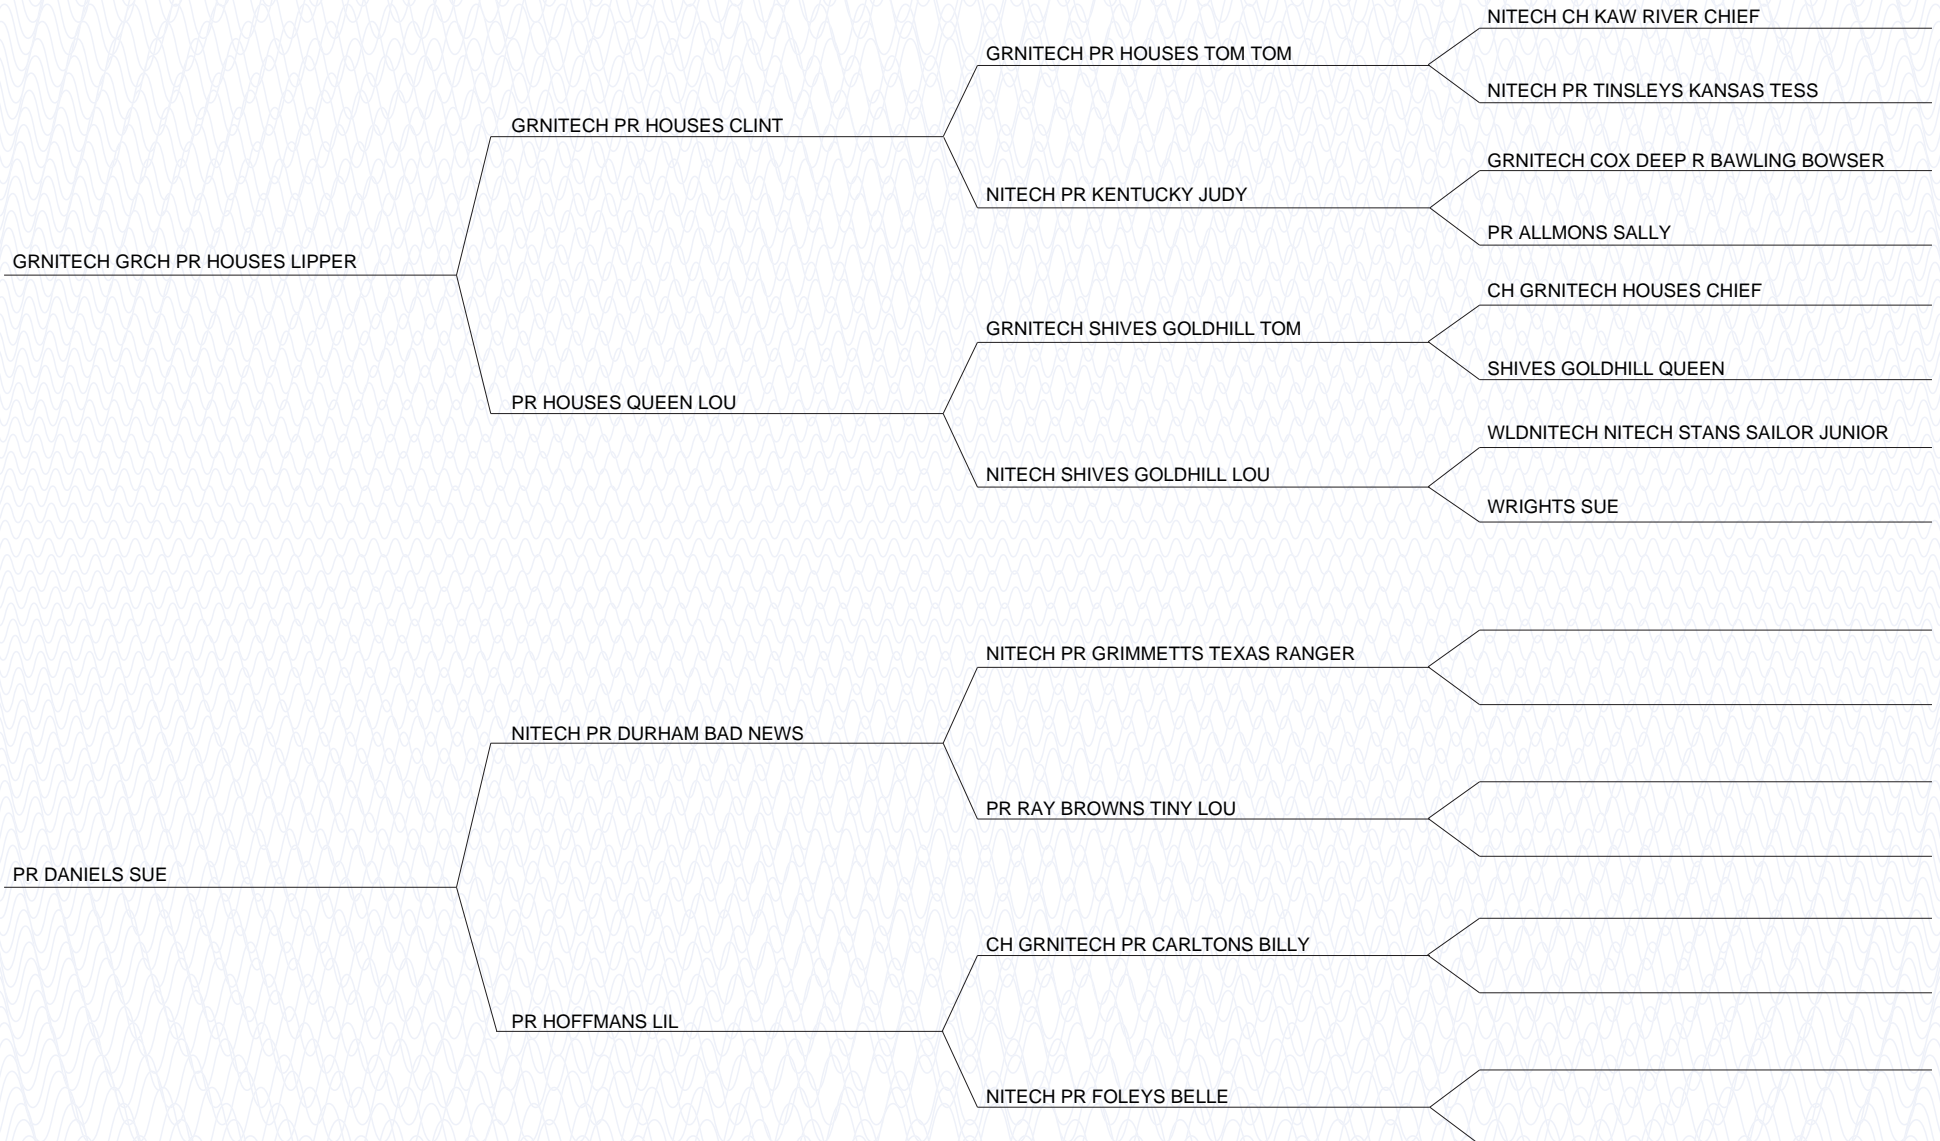 NITECH CH KAW RIVER CHIEF
GRNITECH PR HOUSES TOM TOM
NITECH PR TINSLEYS KANSAS TESS
GRNITECH PR HOUSES CLINT
GRNITECH COX DEEP R BAWLING BOWSER
NITECH PR KENTUCKY JUDY
PR ALLMONS SALLY
GRNITECH GRCH PR HOUSES LIPPER
CH GRNITECH HOUSES CHIEF
GRNITECH SHIVES GOLDHILL TOM
SHIVES GOLDHILL QUEEN
PR HOUSES QUEEN LOU
WLDNITECH NITECH STANS SAILOR JUNIOR
NITECH SHIVES GOLDHILL LOU
WRIGHTS SUE
NITECH PR GRIMMETTS TEXAS RANGER
NITECH PR DURHAM BAD NEWS
PR RAY BROWNS TINY LOU
PR DANIELS SUE
CH GRNITECH PR CARLTONS BILLY
PR HOFFMANS LIL
NITECH PR FOLEYS BELLE